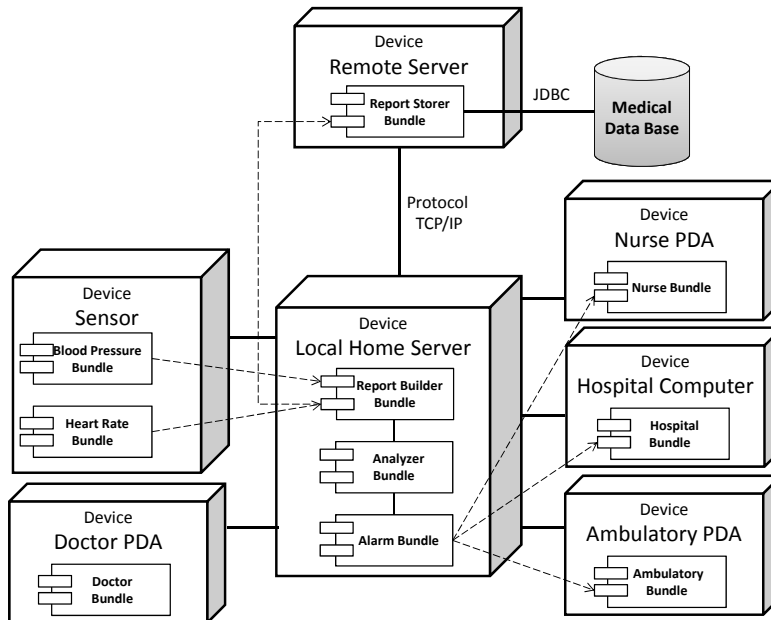 Device
Remote Server
Report Storer
Bundle
JDBC
Medical
Data Base
Protocol
TCP/IP
Device
Nurse PDA
Nurse Bundle
Device
Sensor
Blood Pressure
Bundle
Heart Rate
Bundle
Device
Local Home Server
Report Builder
Bundle
Analyzer
Bundle
Alarm Bundle
Device
Hospital Computer
Hospital
Bundle
Device
Doctor PDA
Doctor
Bundle
Device
Ambulatory PDA
Ambulatory
Bundle